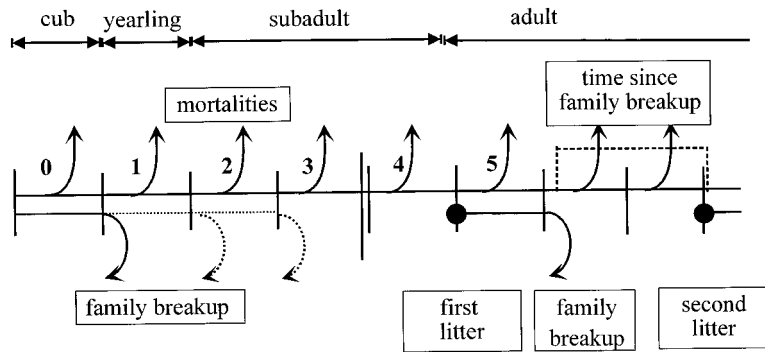 cub yearling subadult adult
mortalities
time since
family breakup
0 1 2 3 4 5
family breakup
first
litter
family
breakup
second
litter